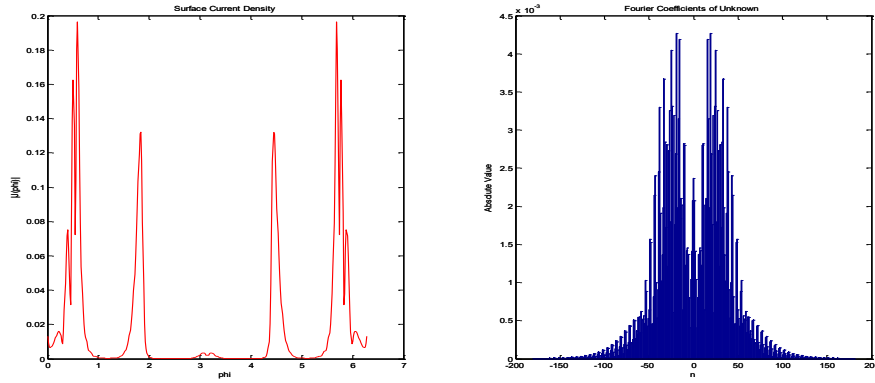 Surface Current Density
|J(phi)|
0.2
0.18
0.16
0.14
0.12
0.1
0.08
0.06
0.04
0.02
0
0 1 2 3 4 5 6 7
phi
Fourier Coefficients of Unknown
x 10⁻³
Absolute Value
4.5
4
3.5
3
2.5
2
1.5
1
0.5
0
-200 -150 -100 -50 0 50 100 150 20
n